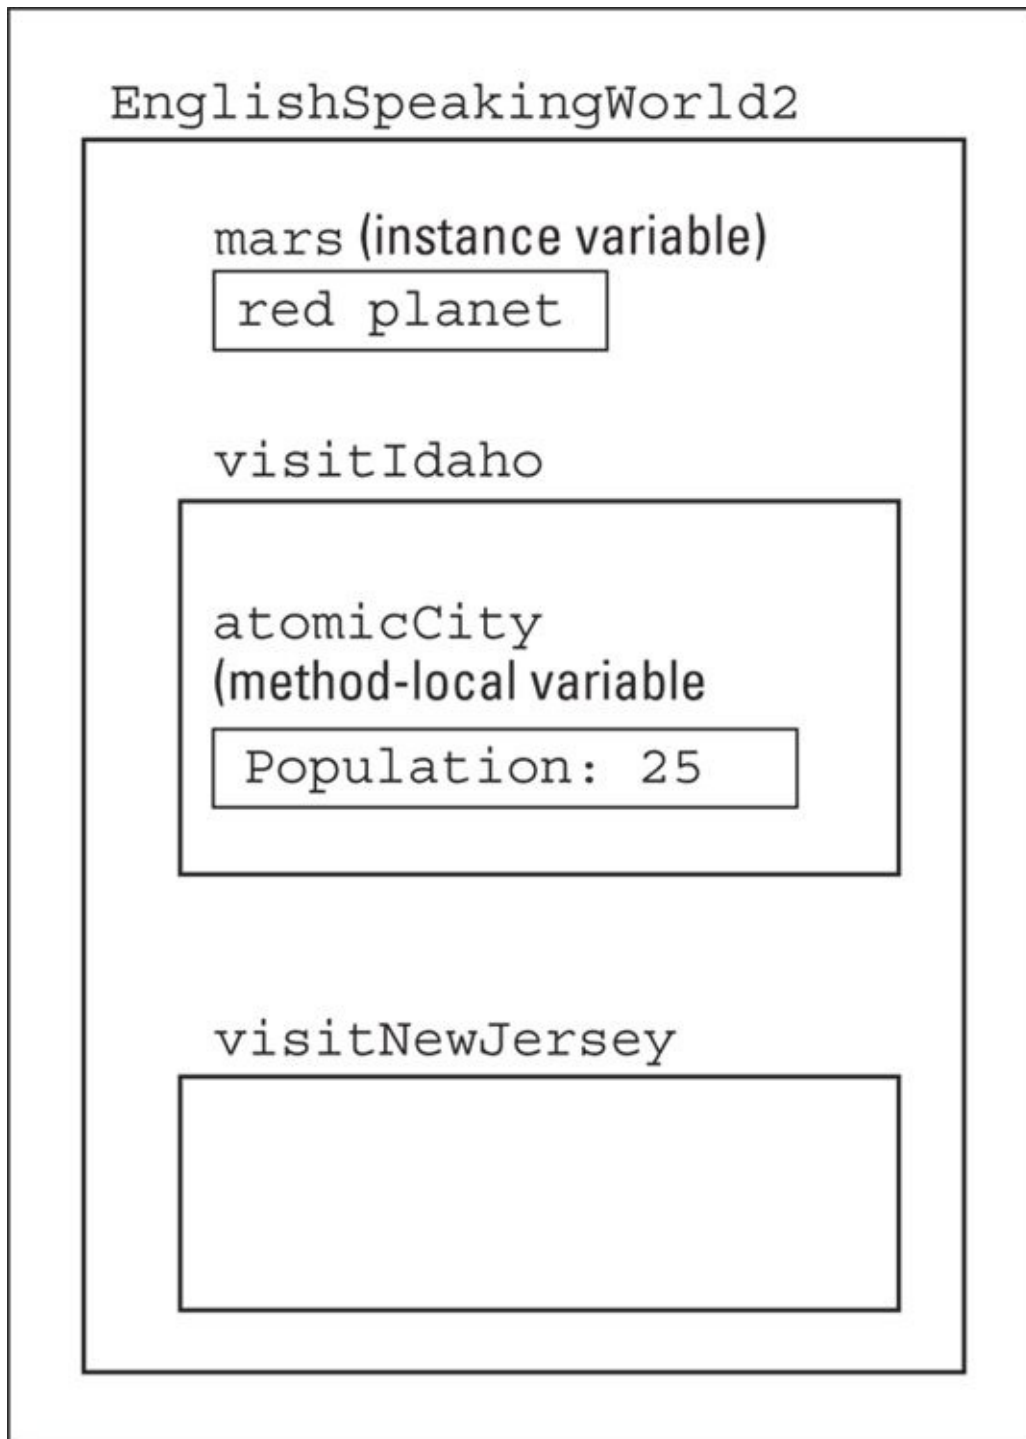 EnglishSpeakingWorld2
mars (instance variable)
red planet
visitIdaho
atomicCity
(method-local variable
Population: 25
visitNewJersey